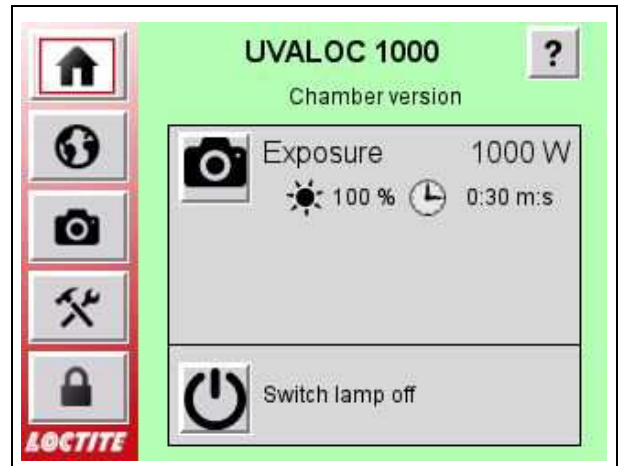 UVALOC 1000
?
Chamber version
Exposure 1000 W
100 % 0:30 m:s
Switch lamp off
LOCTITE